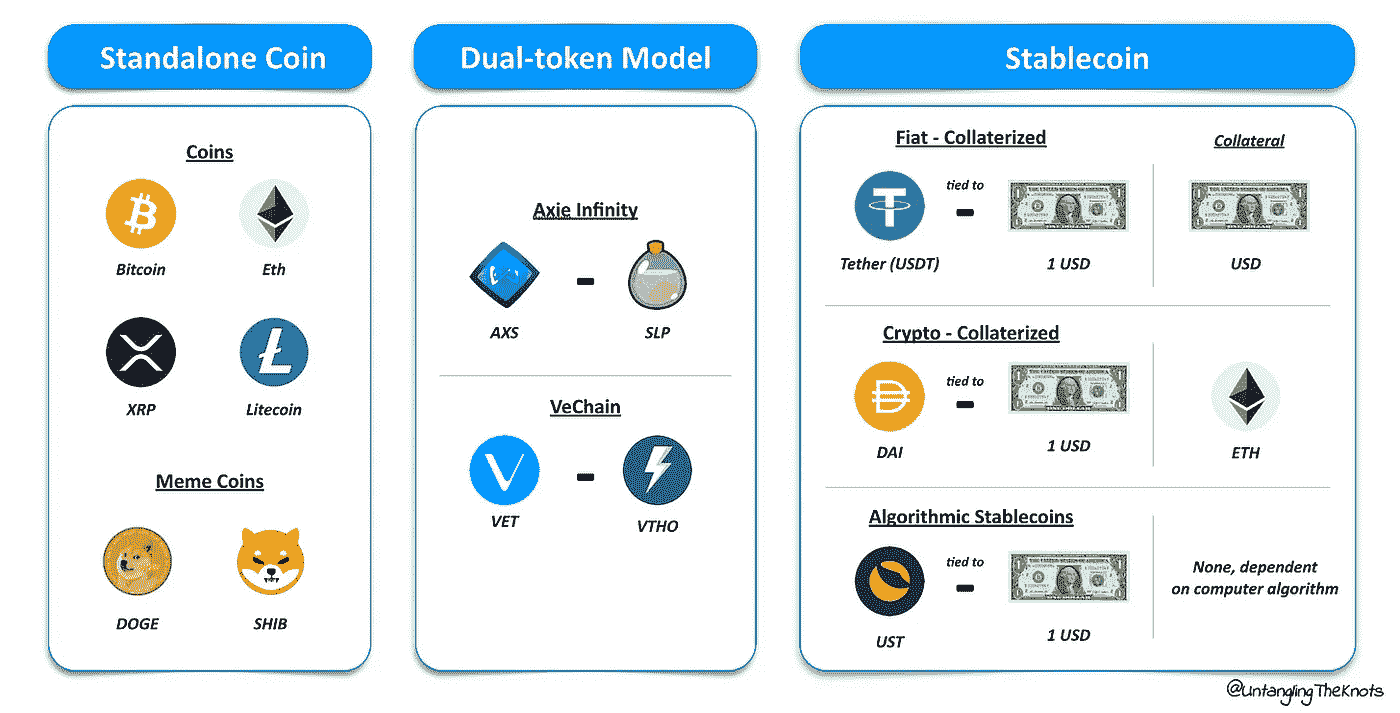 Standalone Coin
Coins
Bitcoin
Eth
XRP
Litecoin
Meme Coins
DOGE
SHIB
Dual-token Model
Axie Infinity
AXS
SLP
VeChain
VET
VTHO
Stablecoin
Fiat - Collaterized
Collateral
tied to
Tether (USDT)
1 USD
USD
Crypto - Collaterized
tied to
DAI
1 USD
ETH
Algorithmic Stablecoins
tied to
UST
1 USD
None, dependent
on computer algorithm
@UntanglingTheKnots